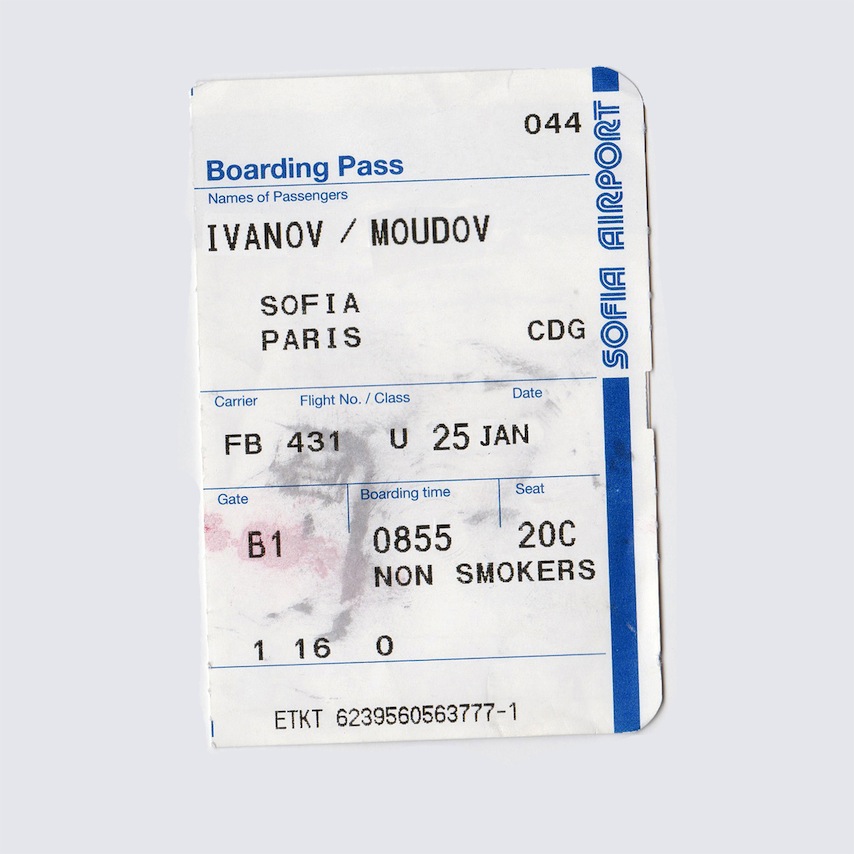 044
Boarding Pass
Names of Passengers
IVANOV / MOUDOV
SOFIA
PARIS CDG
Carrier Flight No. / Class Date
FB 431 U 25 JAN
Gate Boarding time Seat
B1 0855 20C
NON SMOKERS
1 16 0
ETKT 6239560563777-1
SOFIA AIRPORT